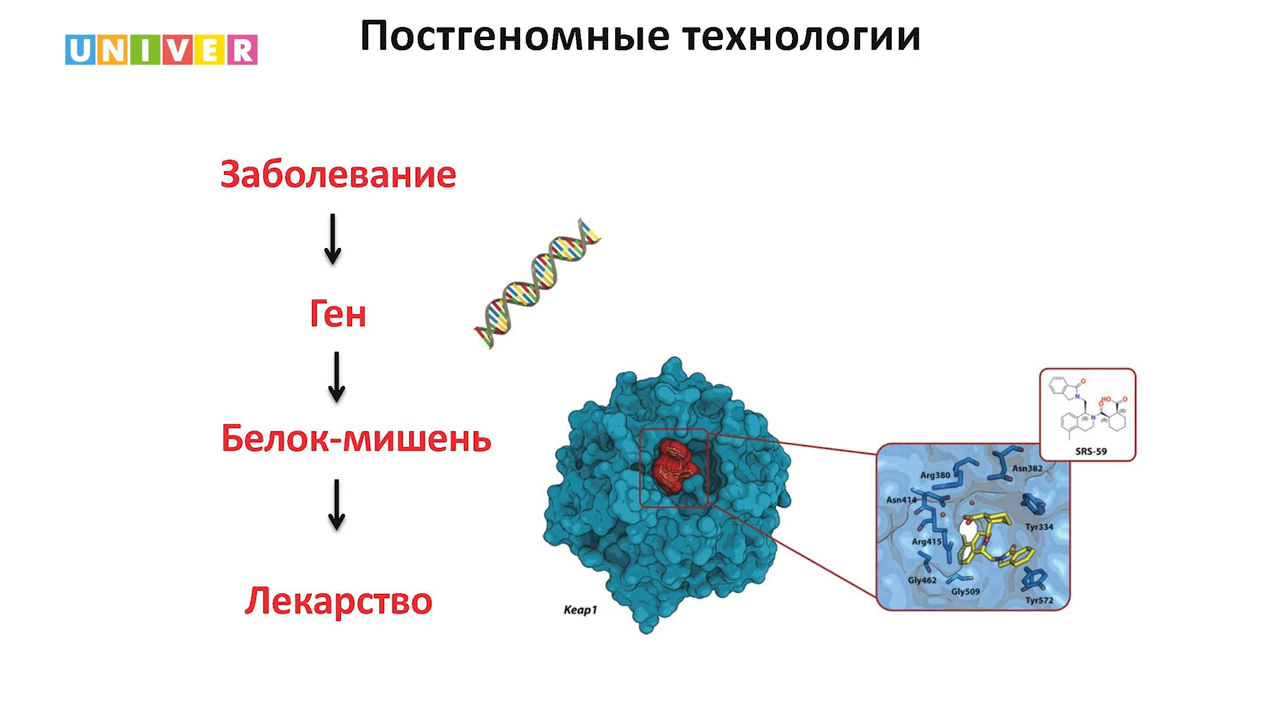 Постгеномные технологии
UNIVER
Заболевание
Ген
Белок-мишень
Лекарство
Keap1
Arg380
Asn382
Asn414
Tyr334
Arg415
Gly462
Gly509
Tyr572
O
N
HO
O
O
N
SRS-59